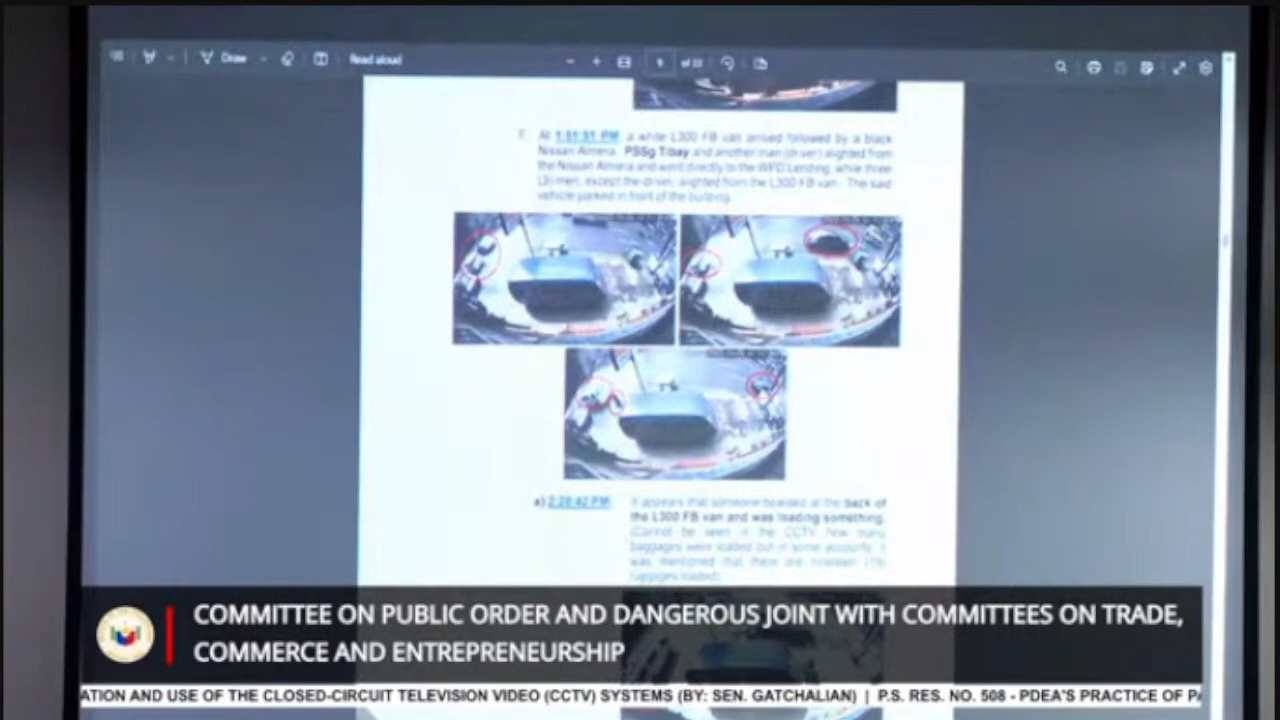 Draw
Read aloud
9 of 33
7. At 1:51:51 PM a white L300 FB van arrived followed by a black
Nissan Almera. PSSg Tibay and another man (driver) alighted from
the Nissan Almera and went directly to the WPD Lending, while three
(3) men, except the driver, alighted from the L300 FB van. The said
vehicle parked in front of the building.
a) 2:20:42 PM It appears that someone boarded at the back of
the L300 FB van and was loading something.
(Cannot be seen in the CCTV how many
baggages were loaded but in some accounts, it
was mentioned that there are nineteen (19)
luggages loaded)
COMMITTEE ON PUBLIC ORDER AND DANGEROUS JOINT WITH COMMITTEES ON TRADE,
COMMERCE AND ENTREPRENEURSHIP
ATION AND USE OF THE CLOSED-CIRCUIT TELEVISION VIDEO (CCTV) SYSTEMS (BY: SEN. GATCHALIAN) | P.S. RES. NO. 508 - PDEA'S PRACTICE OF PA